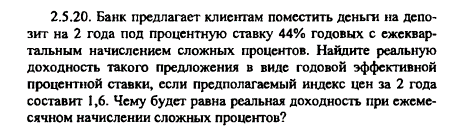 2.5.20. Банк предлагает клиентам поместить деньги на депо-
зит на 2 года под процентную ставку 44% годовых с ежеквар-
тальным начислением сложных процентов. Найдите реальную
доходность такого предложения в виде годовой эффективной
процентной ставки, если предполагаемый индекс цен за 2 года
составит 1,6. Чему будет равна реальная доходность при ежеме-
сячном начислении сложных процентов?